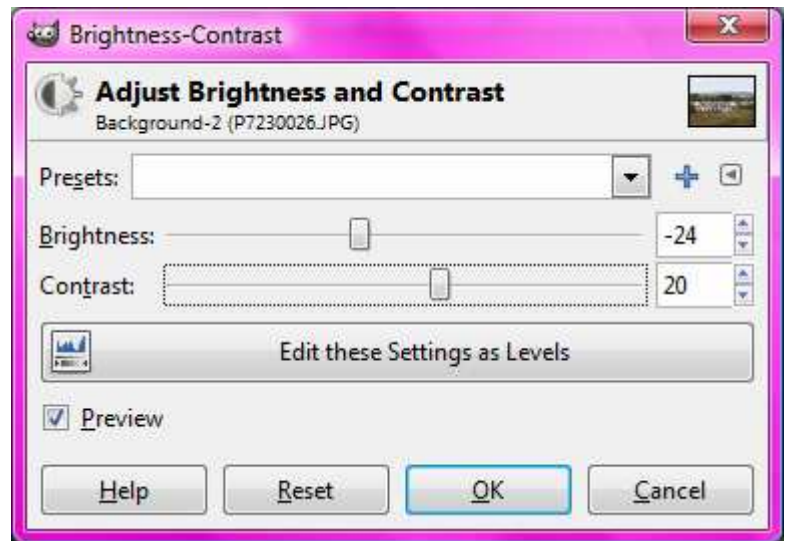 Brightness-Contrast
Adjust Brightness and Contrast
Background-2 (P7230026.JPG)
Presets:
Brightness: -24
Contrast: 20
Edit these Settings as Levels
Preview
Help Reset OK Cancel